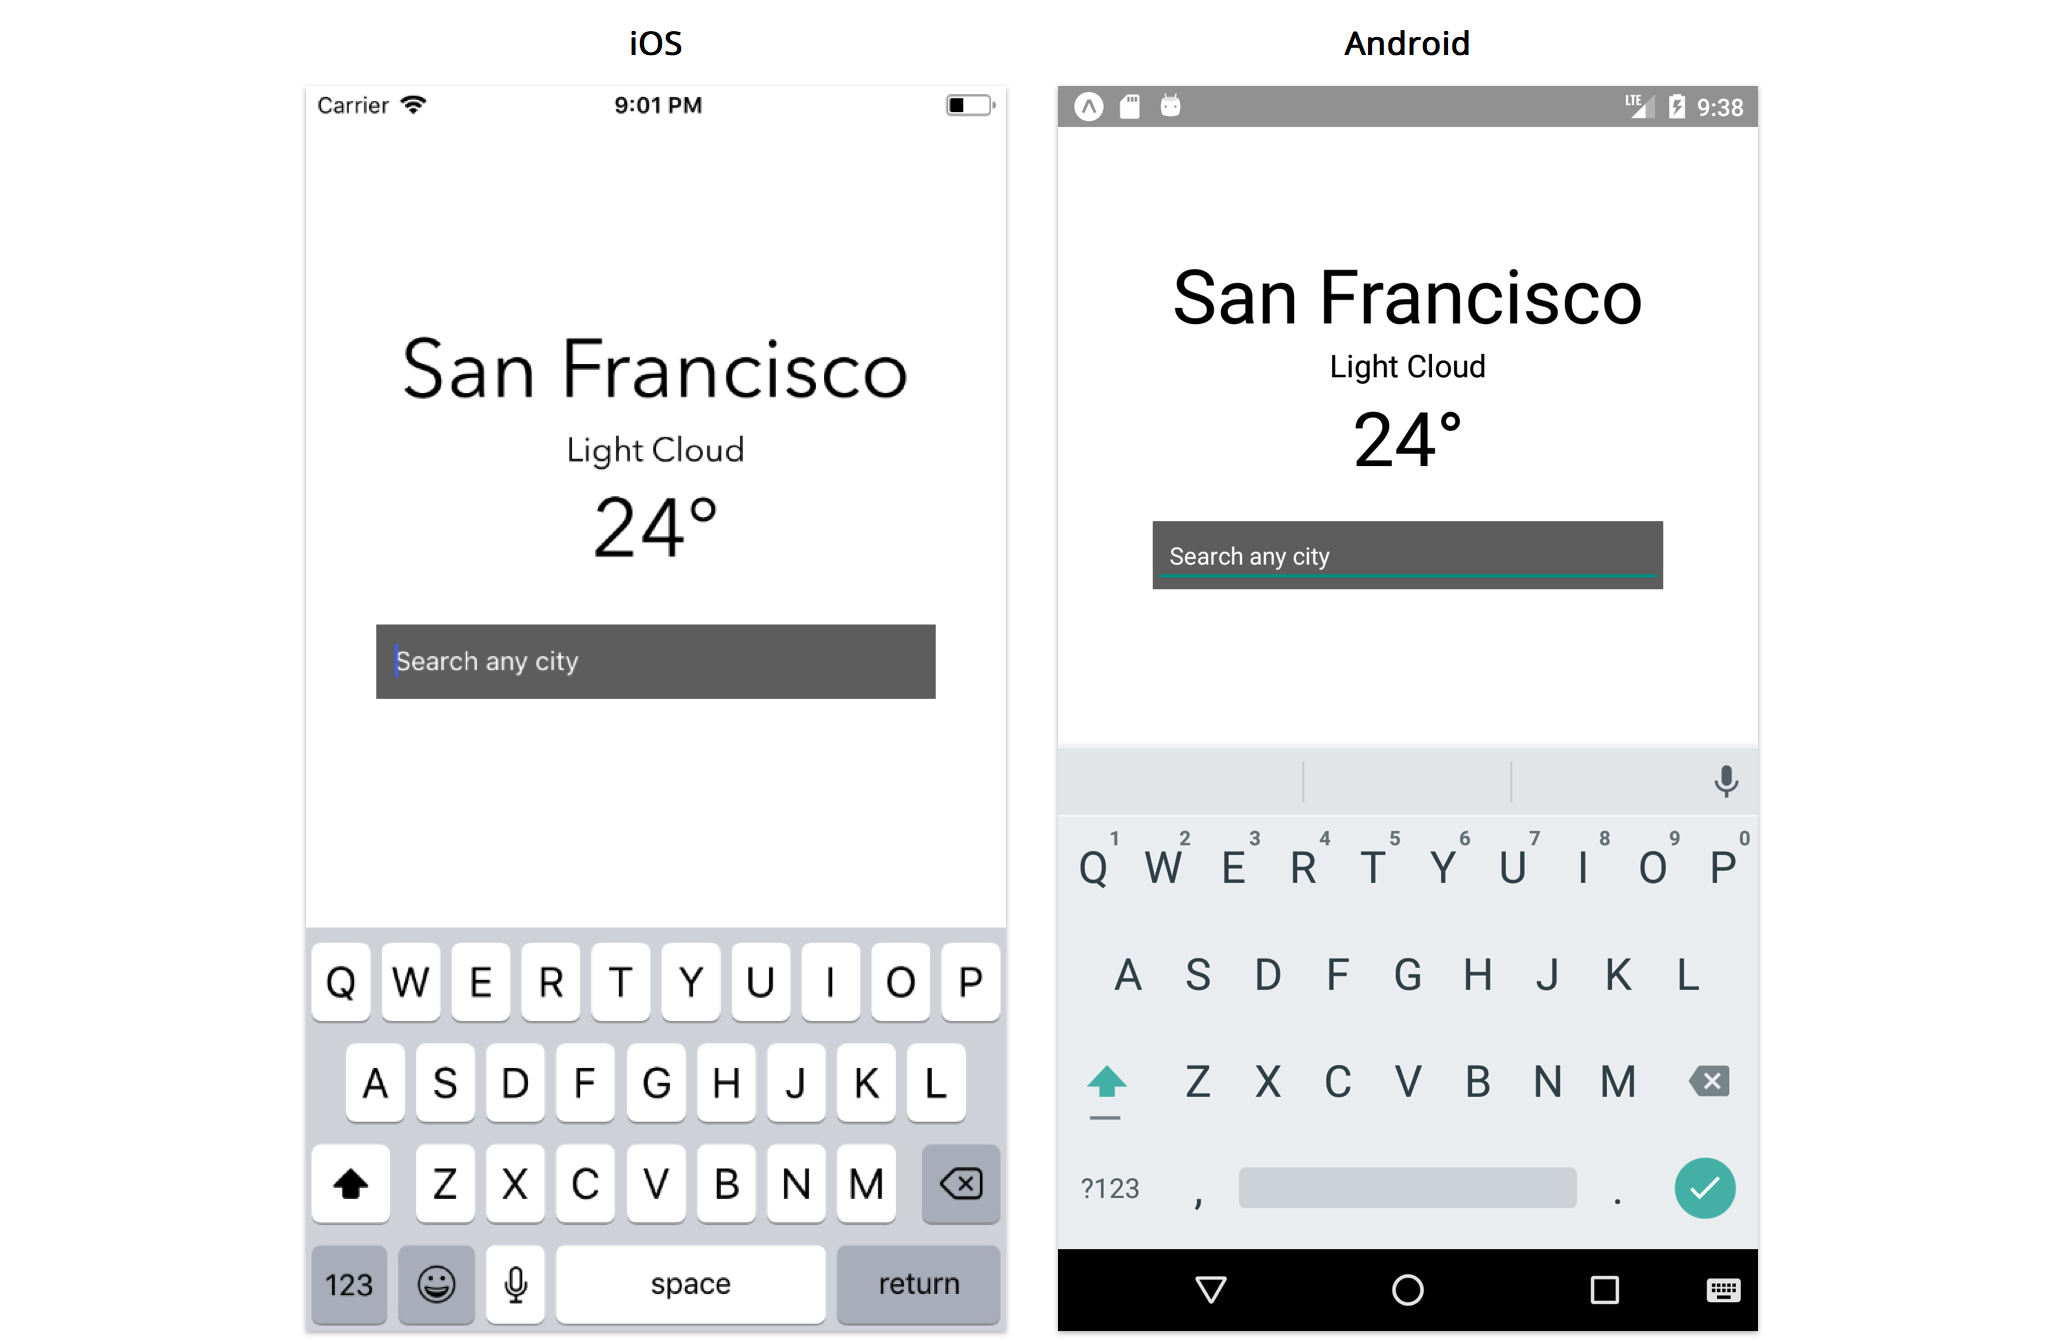 iOS
Carrier 9:01 PM
San Francisco
Light Cloud
24°
Search any city
Q W E R T Y U I O P
A S D F G H J K L
Z X C V B N M
123 space return
Android
LTE 9:38
San Francisco
Light Cloud
24°
Search any city
1 2 3 4 5 6 7 8 9 0
Q W E R T Y U I O P
A S D F G H J K L
Z X C V B N M
?123 , .